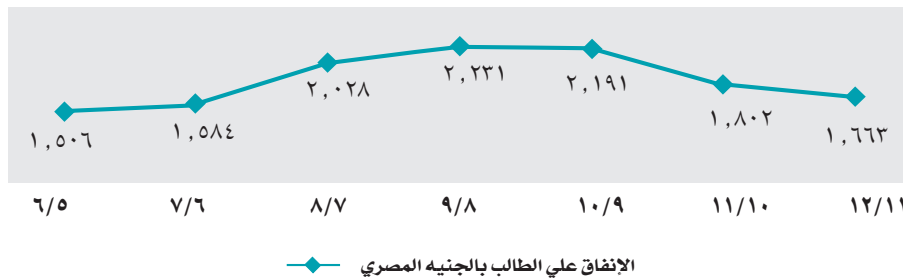 ١,٥٠٦ ١,٥٨٤ ٢,٠٢٨ ٢,٢٣١ ٢,١٩١ ١,٨٠٢ ١,٦٦٣
٦/٥ ٧/٦ ٨/٧ ٩/٨ ١٠/٩ ١١/١٠ ١٢/١١
الإنفاق علي الطالب بالجنيه المصري